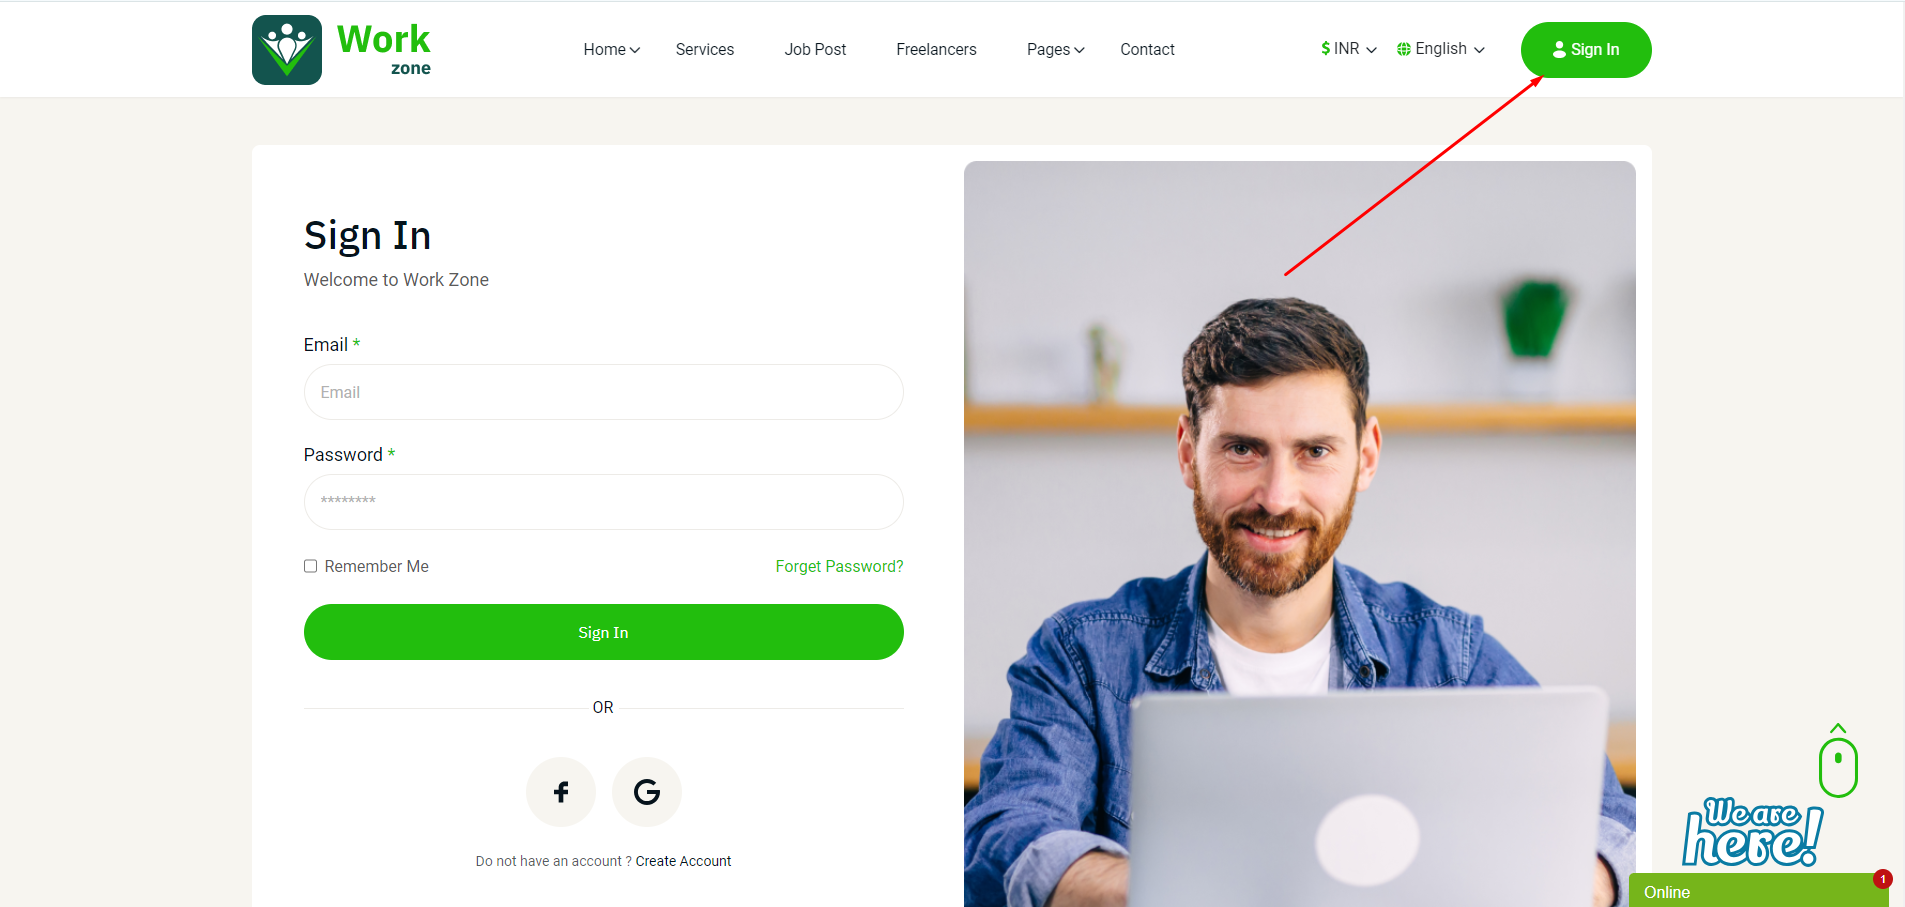 Work
zone
Home
Services
Job Post
Freelancers
Pages
Contact
$ INR
English
Sign In
Sign In
Welcome to Work Zone
Email *
Email
Password *
********
Remember Me
Forget Password?
Sign In
OR
f
G
Do not have an account ? Create Account
We are
here!
Online
1